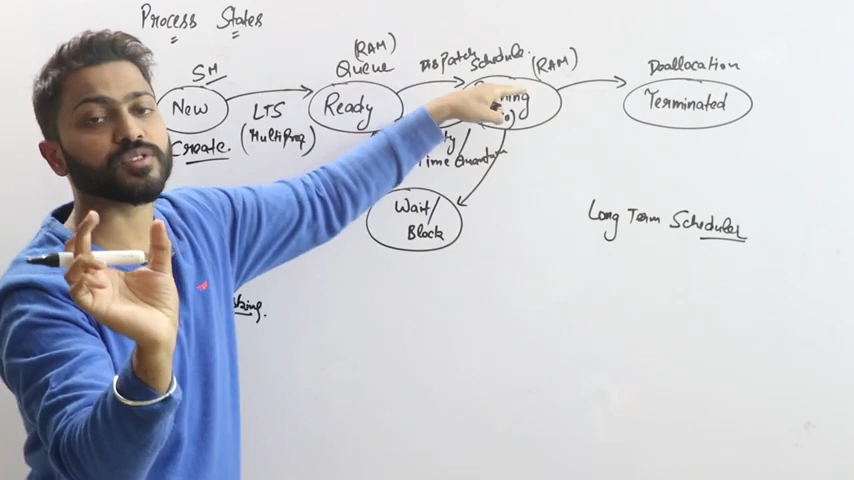 Process States
SM
New
Create.
LTS
(MultiProg)
(RAM)
Queue
Ready
Dispatch Schedule.
(RAM)
Time Quantum
Wait/
Block
Deallocation
Terminated
Long Term Scheduler